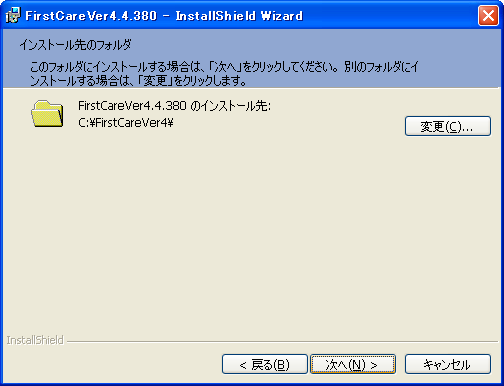 FirstCareVer4.4.380 - InstallShield Wizard
インストール先のフォルダ
このフォルダにインストールする場合は、「次へ」をクリックしてください。別のフォルダにイ
ンストールする場合は、「変更」をクリックします。
FirstCareVer4.4.380 のインストール先:
C:¥FirstCareVer4¥
変更(C)...
InstallShield
< 戻る(B)
次へ(N) >
キャンセル